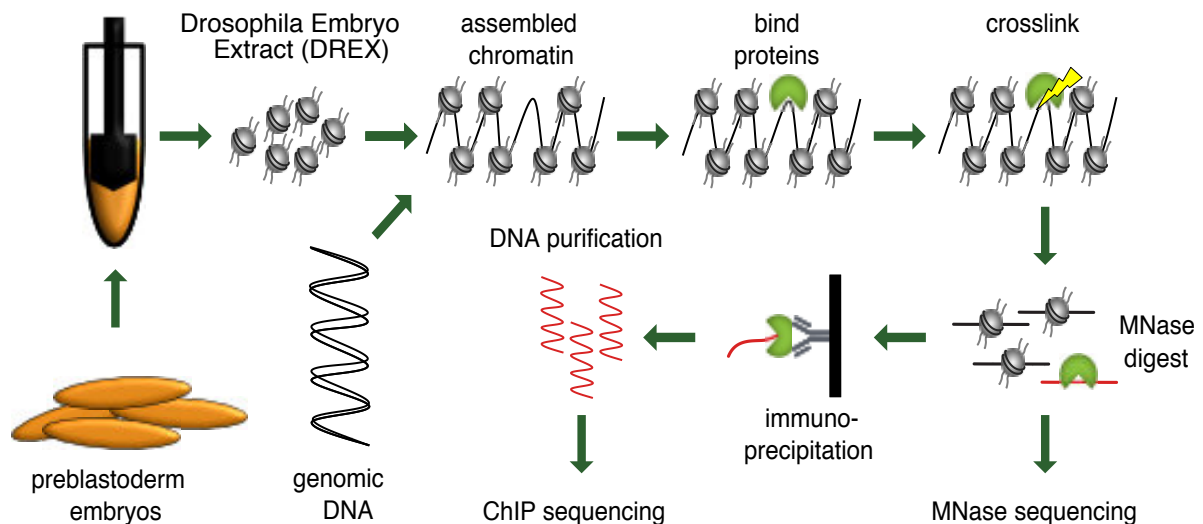 Drosophila Embryo
Extract (DREX)
assembled
chromatin
bind
proteins
crosslink
DNA purification
MNase
digest
immuno-
precipitation
preblastoderm
embryos
genomic
DNA
ChIP sequencing
MNase sequencing